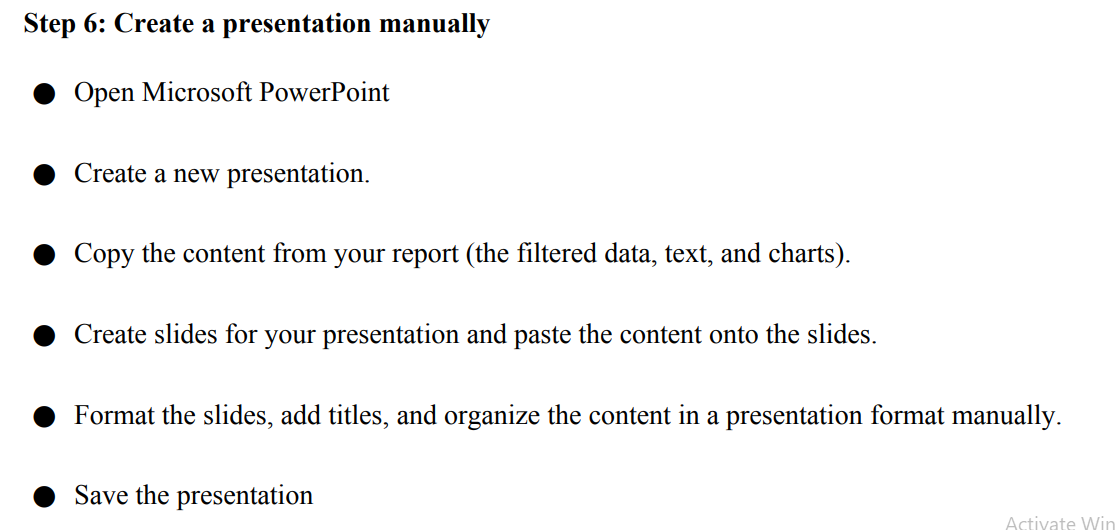 Step 6: Create a presentation manually
● Open Microsoft PowerPoint
● Create a new presentation.
● Copy the content from your report (the filtered data, text, and charts).
● Create slides for your presentation and paste the content onto the slides.
● Format the slides, add titles, and organize the content in a presentation format manually.
● Save the presentation
Activate Win